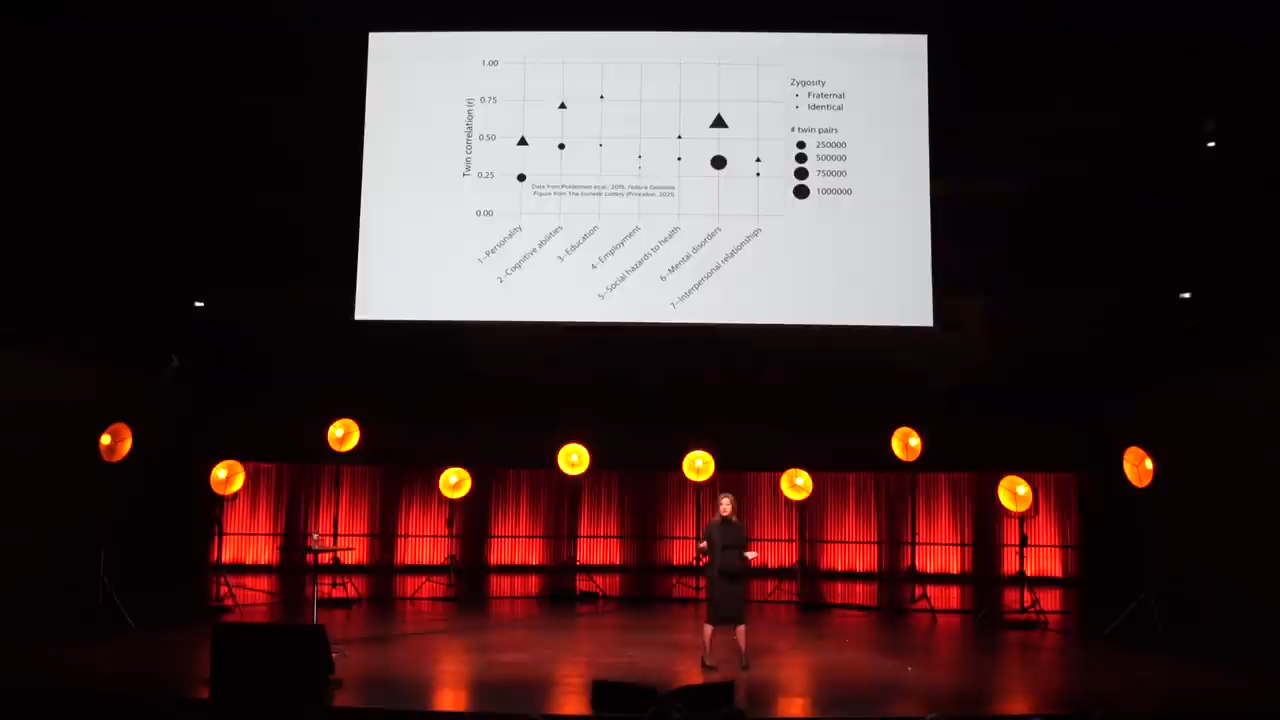 1.00
0.75
0.50
0.25
0.00
Twin correlation (r)
Data from Polderman et al., 2015, Nature Genetics.
Figure from The Genetic Lottery (Princeton, 2021)
1–Personality
2–Cognitive abilities
3–Education
4–Employment
5–Social hazards to health
6–Mental disorders
7–Interpersonal relationships
Zygosity
Fraternal
Identical
# twin pairs
250000
500000
750000
1000000